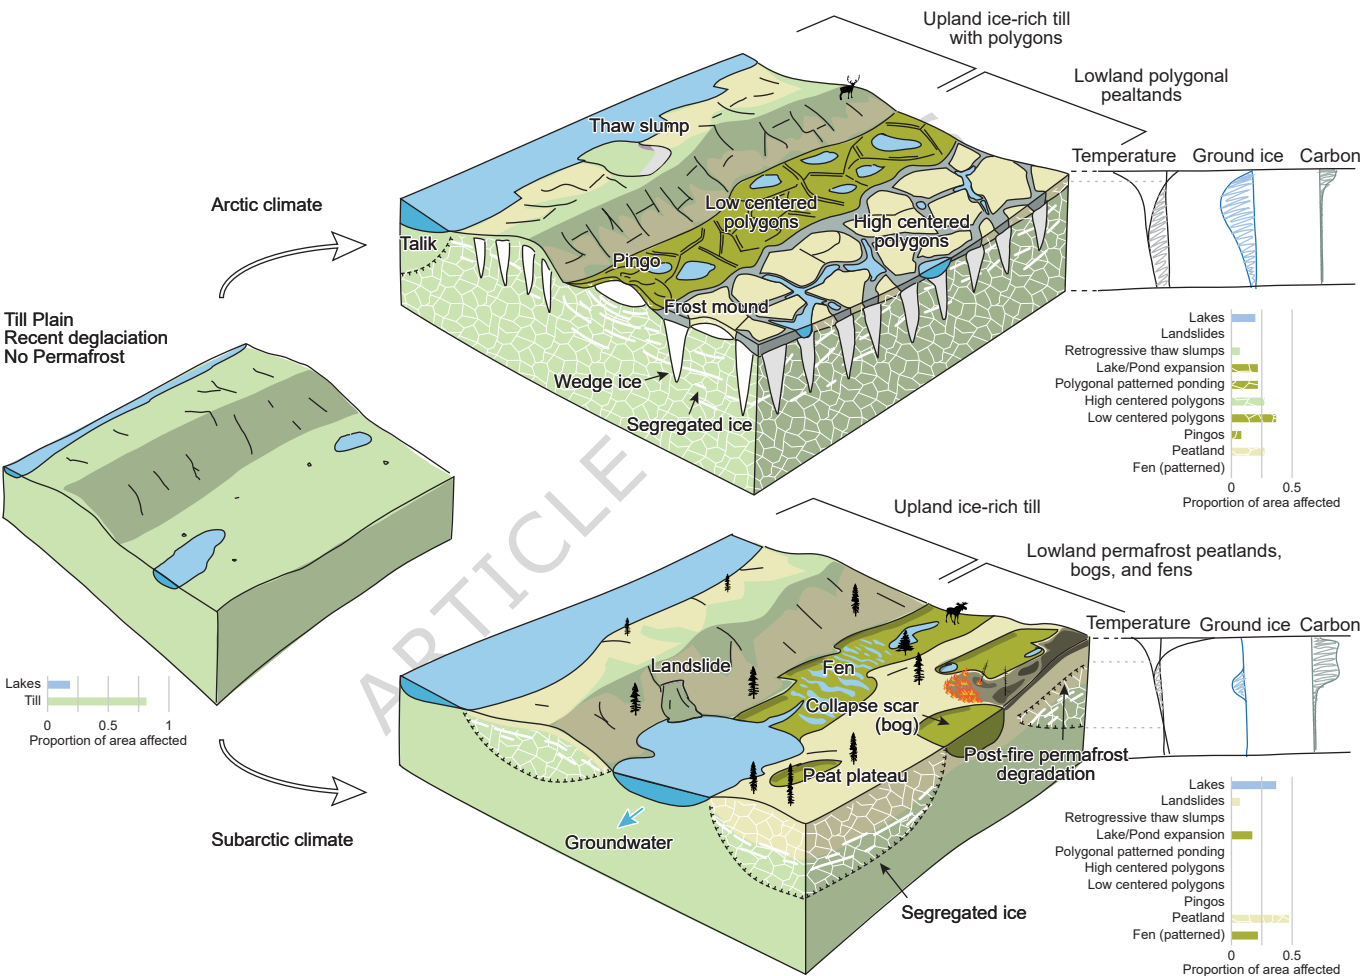 Upland ice-rich till
with polygons
Lowland polygonal
pealtands
Temperature
Ground ice
Carbon
Thaw slump
Arctic climate
Talik
Low centered
polygons
High centered
polygons
Pingo
Frost mound
Wedge ice
Segregated ice
Till Plain
Recent deglaciation
No Permafrost
Lakes
Landslides
Retrogressive thaw slumps
Lake/Pond expansion
Polygonal patterned ponding
High centered polygons
Low centered polygons
Pingos
Peatland
Fen (patterned)
0
0.5
Proportion of area affected
ARTICLE
Lakes
Till
0
0.5
1
Proportion of area affected
Upland ice-rich till
Lowland permafrost peatlands,
bogs, and fens
Temperature
Ground ice
Carbon
Landslide
Fen
Collapse scar
(bog)
Peat plateau
Post-fire permafrost
degradation
Groundwater
Subarctic climate
Segregated ice
Lakes
Landslides
Retrogressive thaw slumps
Lake/Pond expansion
Polygonal patterned ponding
High centered polygons
Low centered polygons
Pingos
Peatland
Fen (patterned)
0
0.5
Proportion of area affected